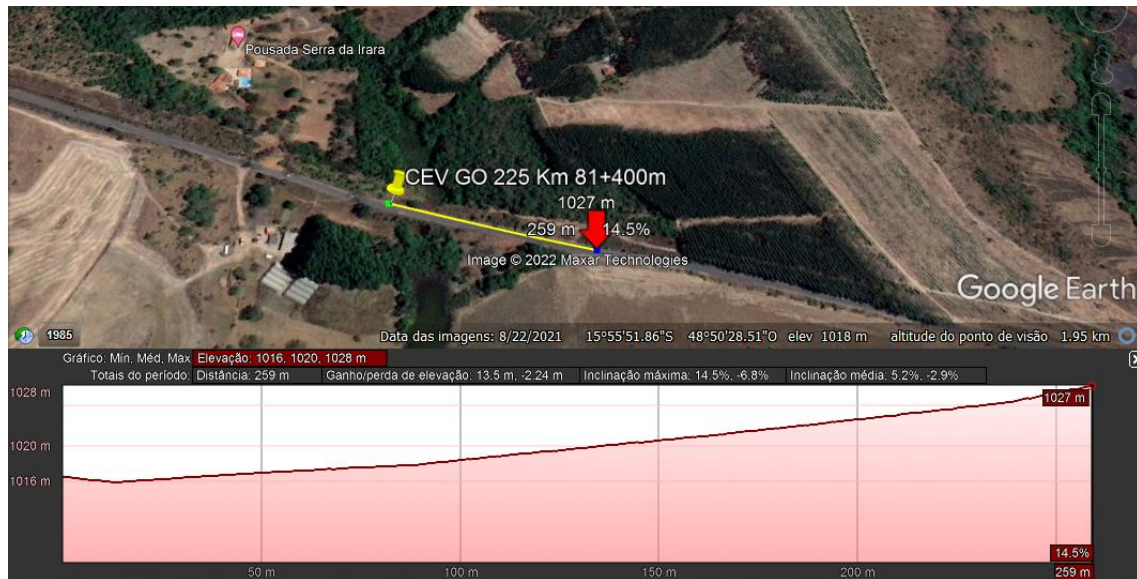 Pousada Serra da Irara
CEV GO 225 Km 81+400m
1027 m
259 m 14.5%
Image © 2022 Maxar Technologies
Google Earth
1985 Data das imagens: 8/22/2021 15°55'51.86"S 48°50'28.51"O elev 1018 m altitude do ponto de visão 1.95 km
Gráfico: Mín, Méd, Max Elevação: 1016, 1020, 1028 m
Totais do período: Distância: 259 m Ganho/perda de elevação: 13.5 m, -2.24 m Inclinação máxima: 14.5%, -6.8% Inclinação média: 5.2%, -2.9%
1028 m 1027 m
1020 m
1016 m
14.5%
50 m 100 m 150 m 200 m 259 m